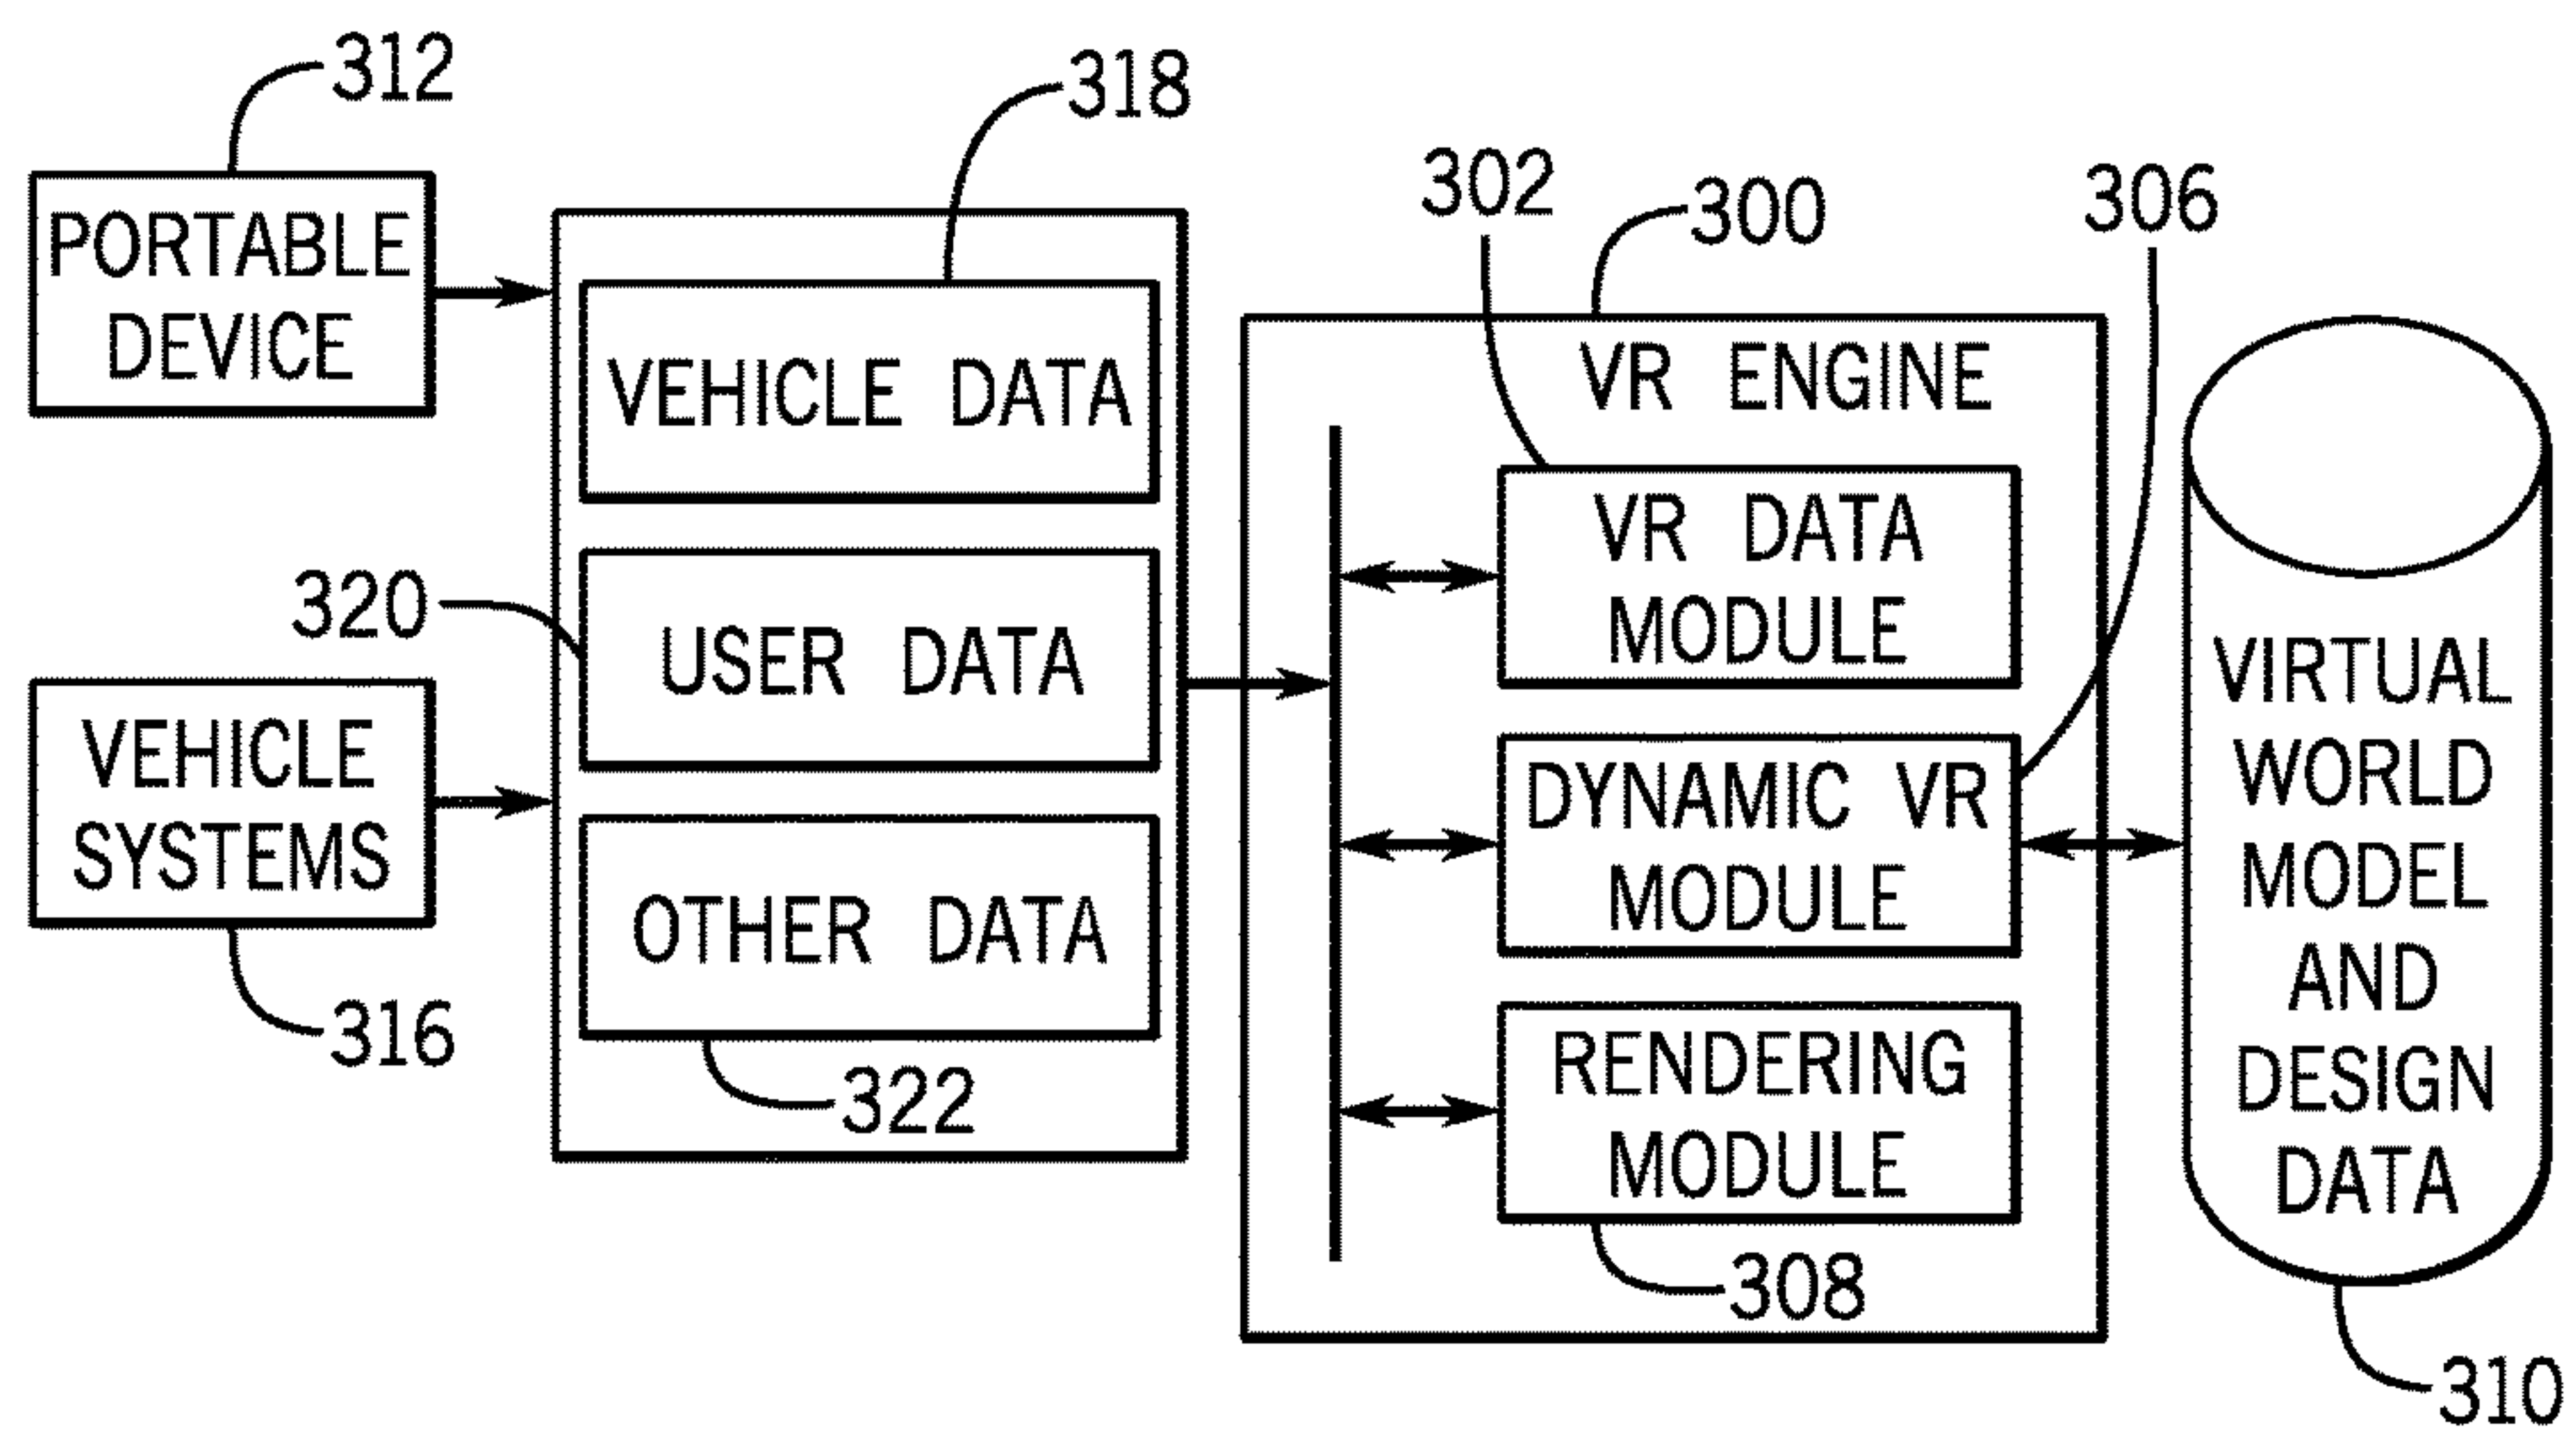 312
PORTABLE
DEVICE
VEHICLE
SYSTEMS
316
318
VEHICLE DATA
320
USER DATA
OTHER DATA
322
300
VR ENGINE
302
VR DATA
MODULE
306
DYNAMIC VR
MODULE
RENDERING
MODULE
308
VIRTUAL
WORLD
MODEL
AND
DESIGN
DATA
310